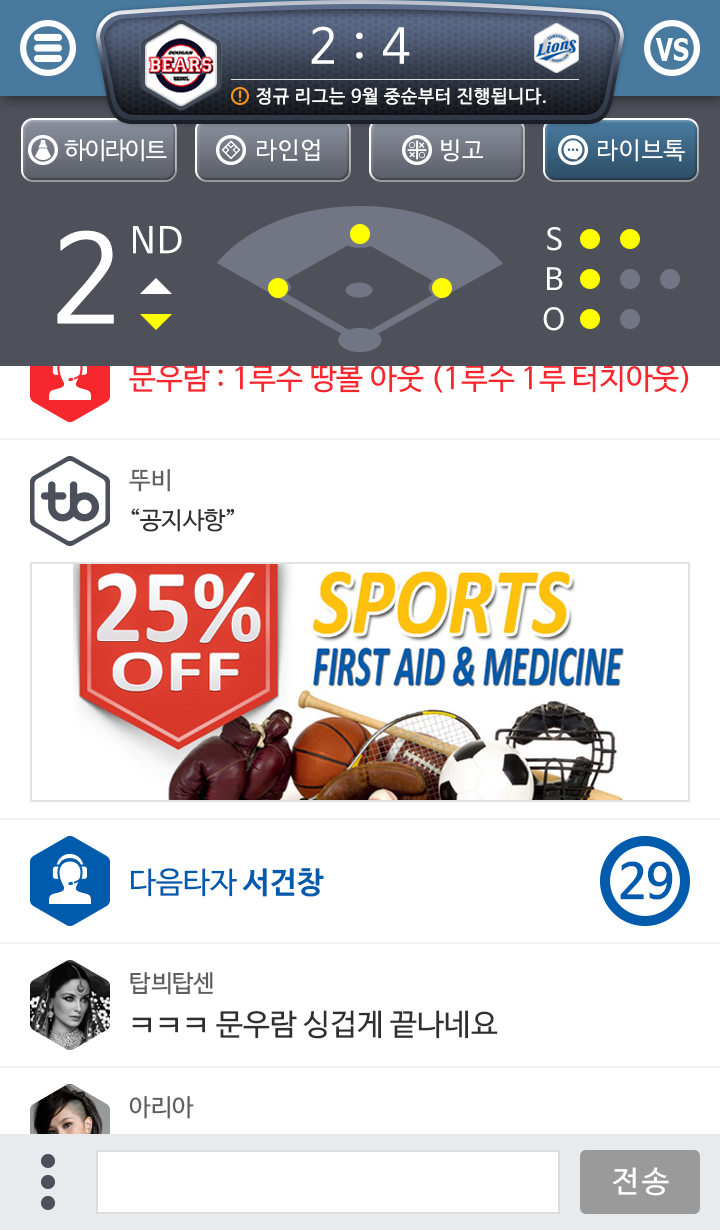 DOOSAN
BEARS
SEOUL
2 : 4
SAMSUNG
Lions
VS
정규 리그는 9월 중순부터 진행됩니다.
하이라이트
라인업
빙고
라이브톡
2 ND
S
B
O
문우람 : 1루수 땅볼 아웃 (1루수 1루 터치아웃)
tb
뚜비
“공지사항”
25%
OFF
SPORTS
FIRST AID & MEDICINE
다음타자 서건창
29
탑븨탑센
ㅋㅋㅋ 문우람 싱겁게 끝나네요
아리아
전송